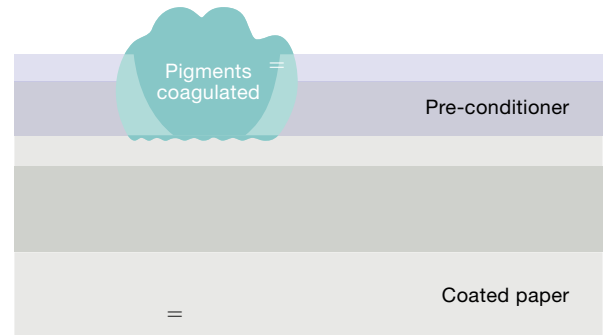 Pigments =
coagulated
Pre-conditioner
Coated paper
=